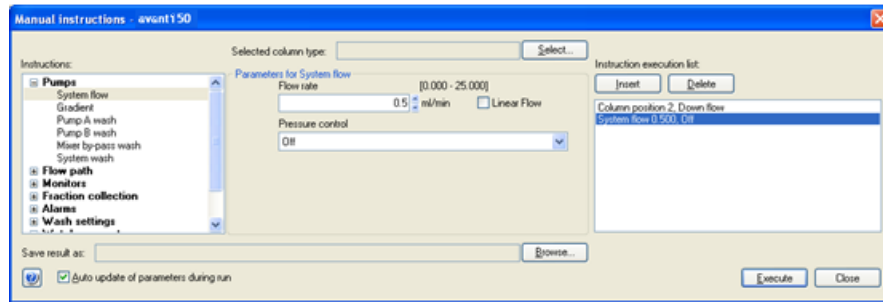 Manual instructions - avant150
Selected column type:
Select...
Instructions:
Pumps
System flow
Gradient
Pump A wash
Pump B wash
Mixer by-pass wash
System wash
Flow path
Monitors
Fraction collection
Alarms
Wash settings
Parameters for System flow
Flow rate [0.000 - 25.000]
0.5 ml/min Linear Flow
Pressure control
Off
Instruction execution list:
Insert Delete
Column position 2, Down flow
System flow 0.500, Off
Save result as:
Browse...
Auto update of parameters during run
Execute Close